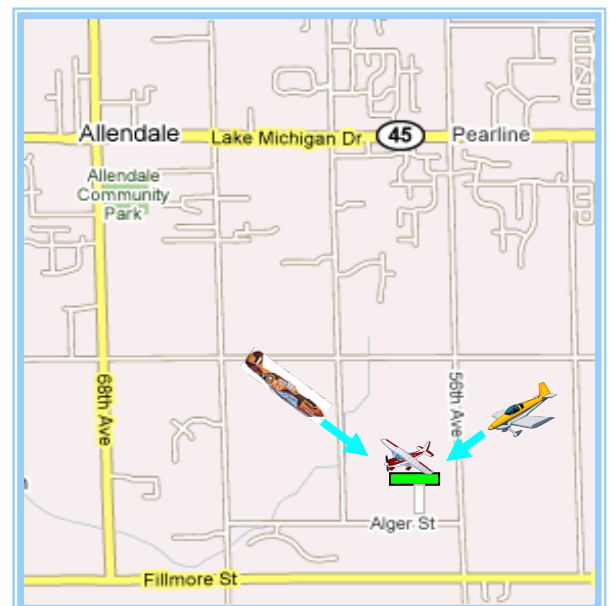 Allendale
Lake Michigan Dr
45
Pearline
Allendale
Community
Park
68th Ave
56th Ave
Alger St
Fillmore St